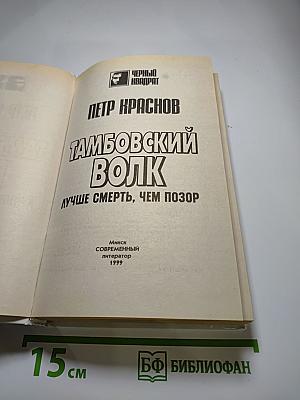 ЧЕРНЫЙ
КВАДРАТ
ПЕТР КРАСНОВ
ТАМБОВСКИЙ
ВОЛК
ЛУЧШЕ СМЕРТЬ, ЧЕМ ПОЗОР
Минск
СОВРЕМЕННЫЙ
литератор
1999
15 см
БФ БИБЛИОФАН